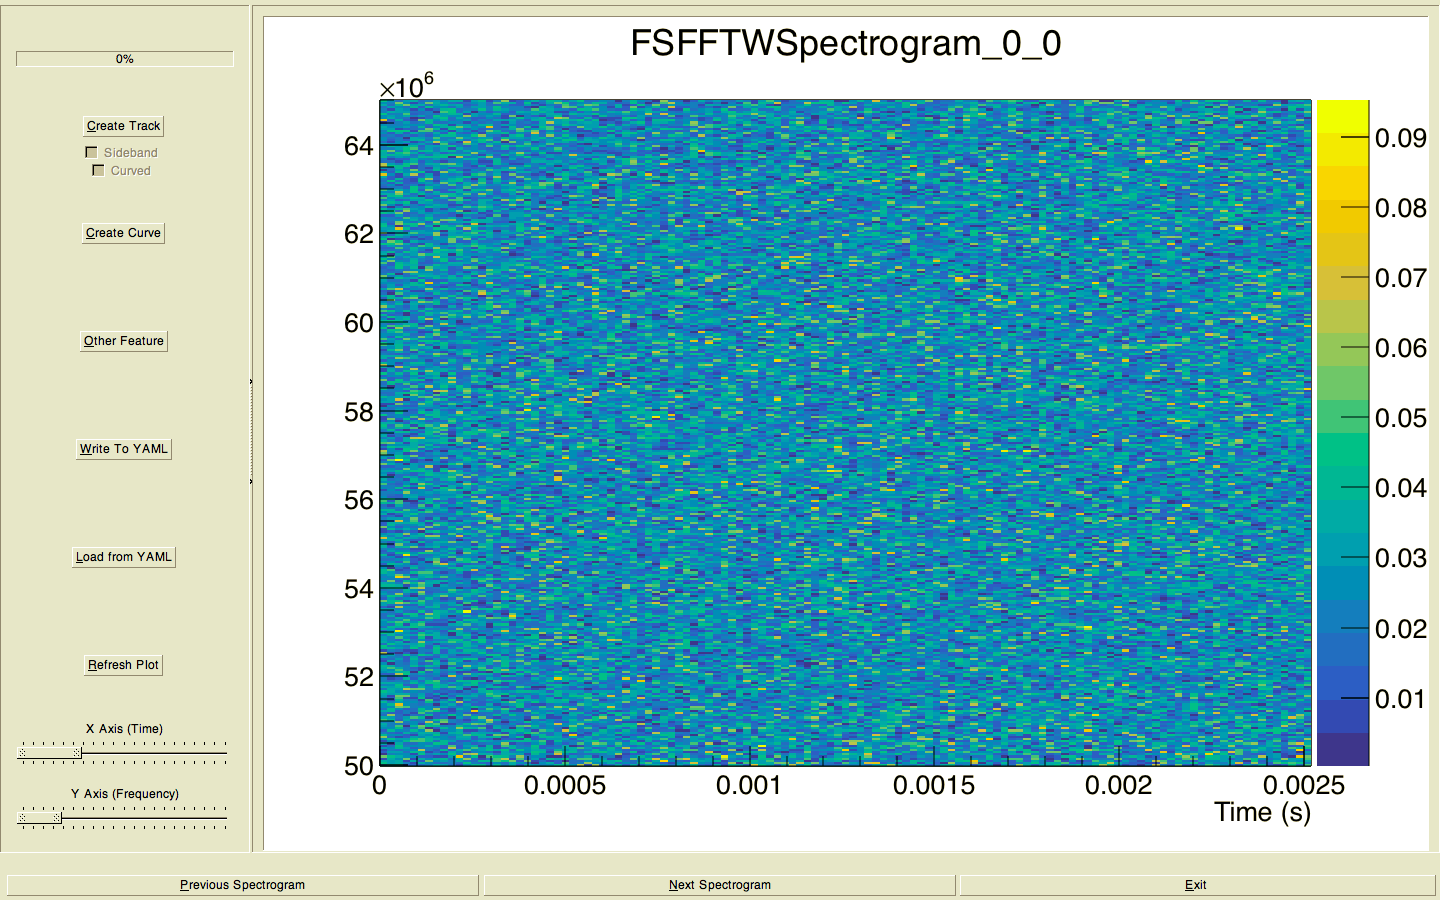 0%
Create Track
Sideband
Curved
Create Curve
Other Feature
Write To YAML
Load from YAML
Refresh Plot
X Axis (Time)
Y Axis (Frequency)
FSFFTWSpectrogram_0_0
×10⁶
64
62
60
58
56
54
52
50
0 0.0005 0.001 0.0015 0.002 0.0025
Time (s)
0.09
0.08
0.07
0.06
0.05
0.04
0.03
0.02
0.01
Previous Spectrogram Next Spectrogram Exit